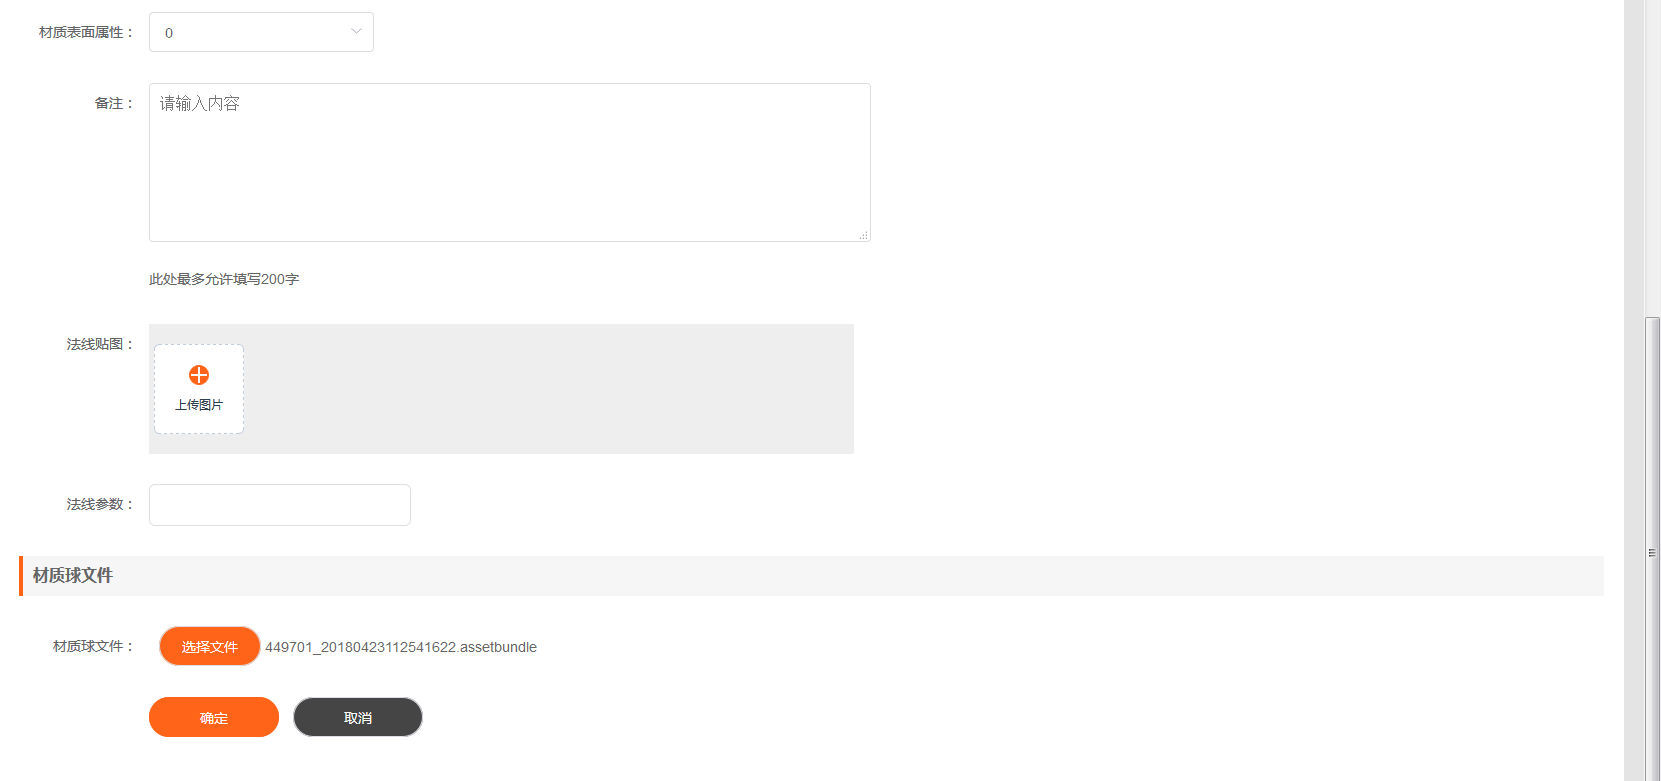 材质表面属性： 0
备注： 请输入内容
此处最多允许填写200字
法线贴图：
上传图片
法线参数：
材质球文件
材质球文件： 选择文件 449701_20180423112541622.assetbundle
确定 取消